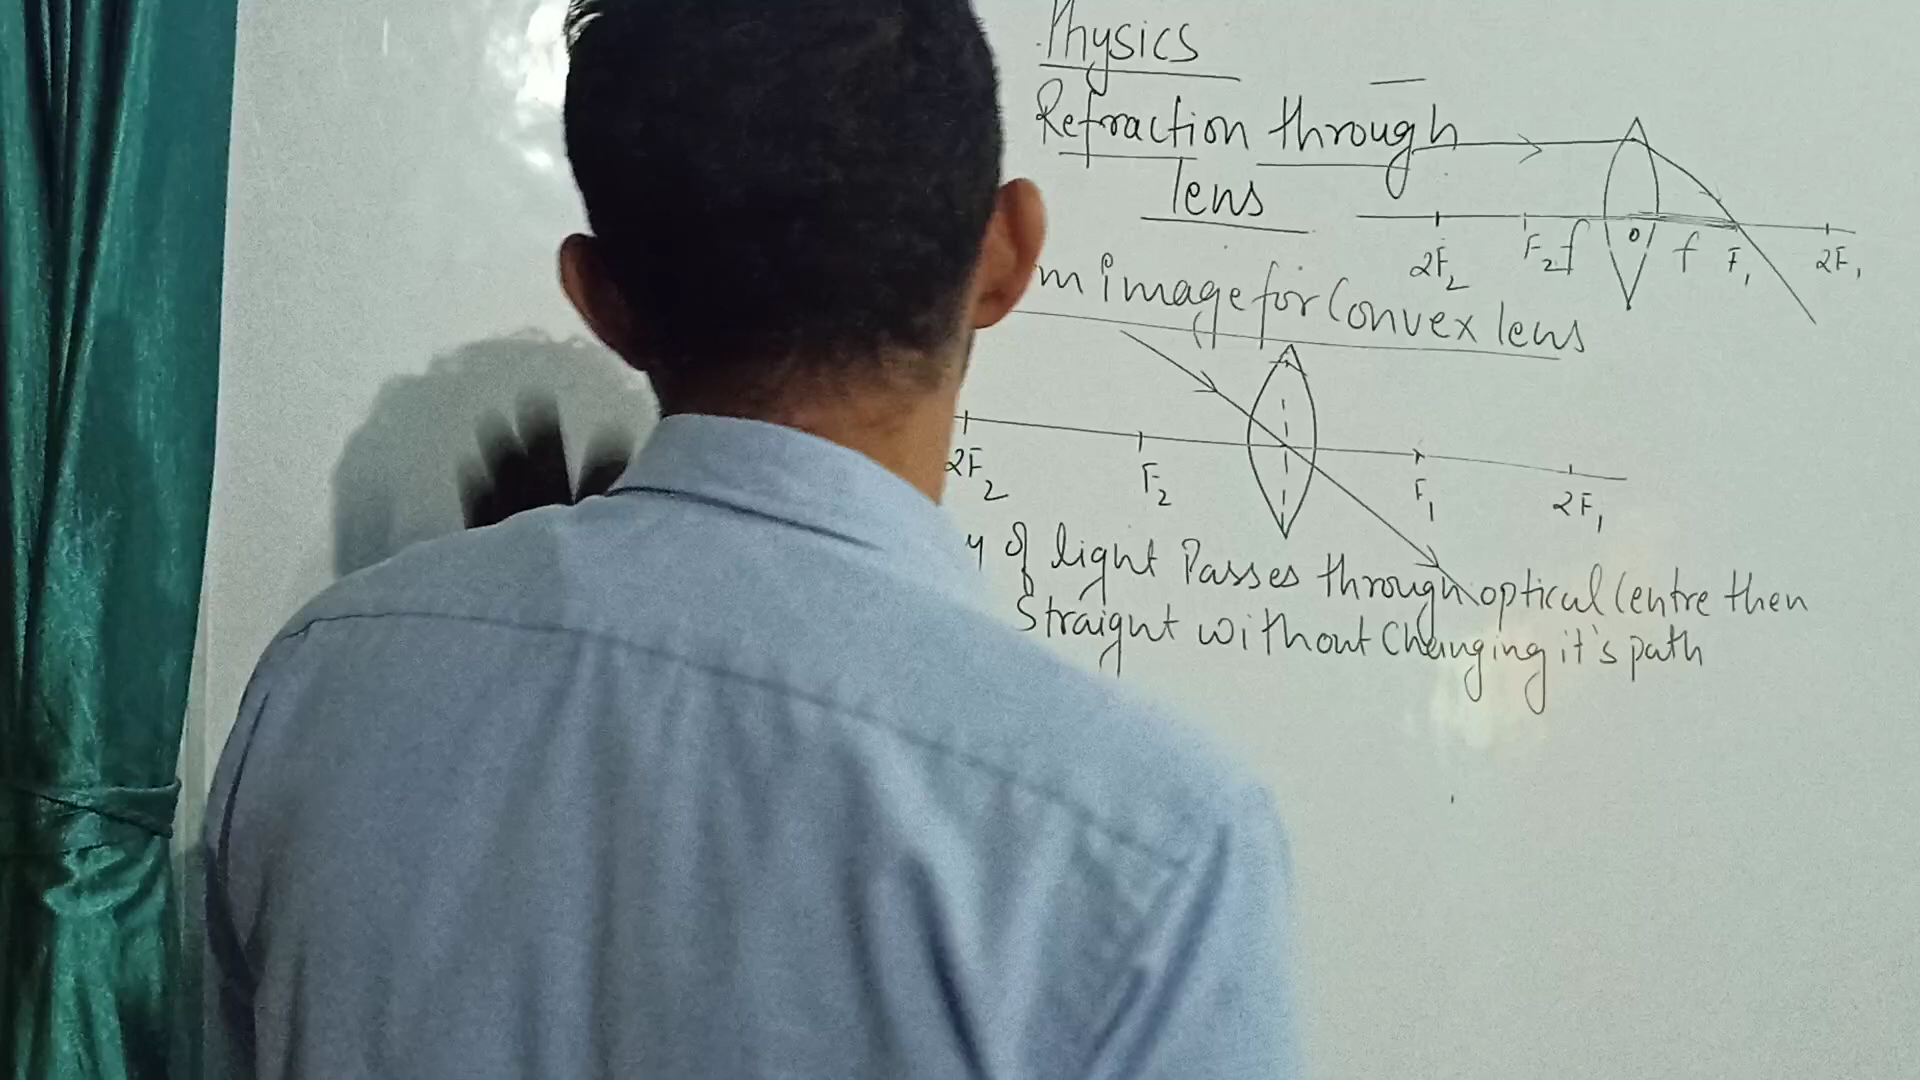 Physics
Refraction through
lens
2F2 F2 f o f F1 2F1
m image for Convex lens
2F2 F2 F1 2F1
y of light Passes through optical Centre then
Straight without Changing it's path